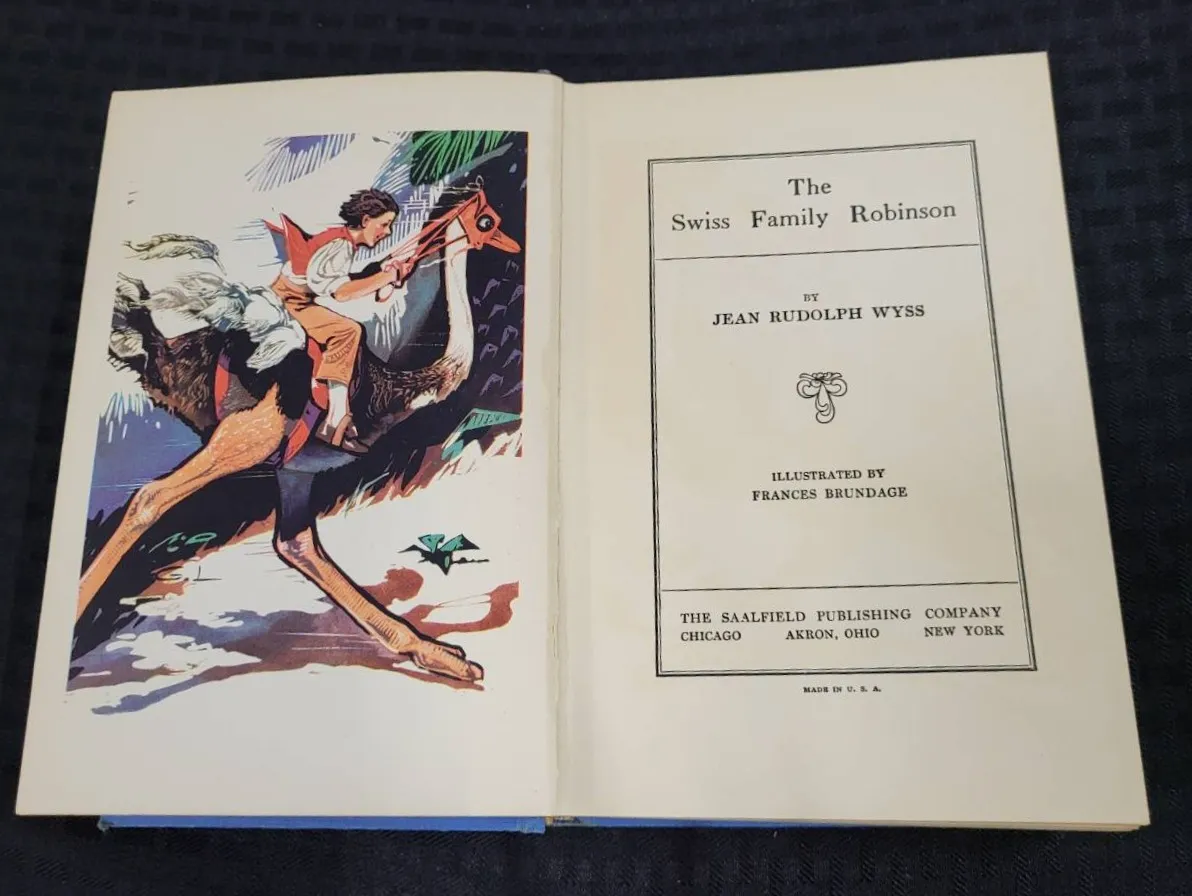 The
Swiss Family Robinson
BY
JEAN RUDOLPH WYSS
ILLUSTRATED BY
FRANCES BRUNDAGE
THE SAALFIELD PUBLISHING COMPANY
CHICAGO AKRON, OHIO NEW YORK
MADE IN U. S. A.